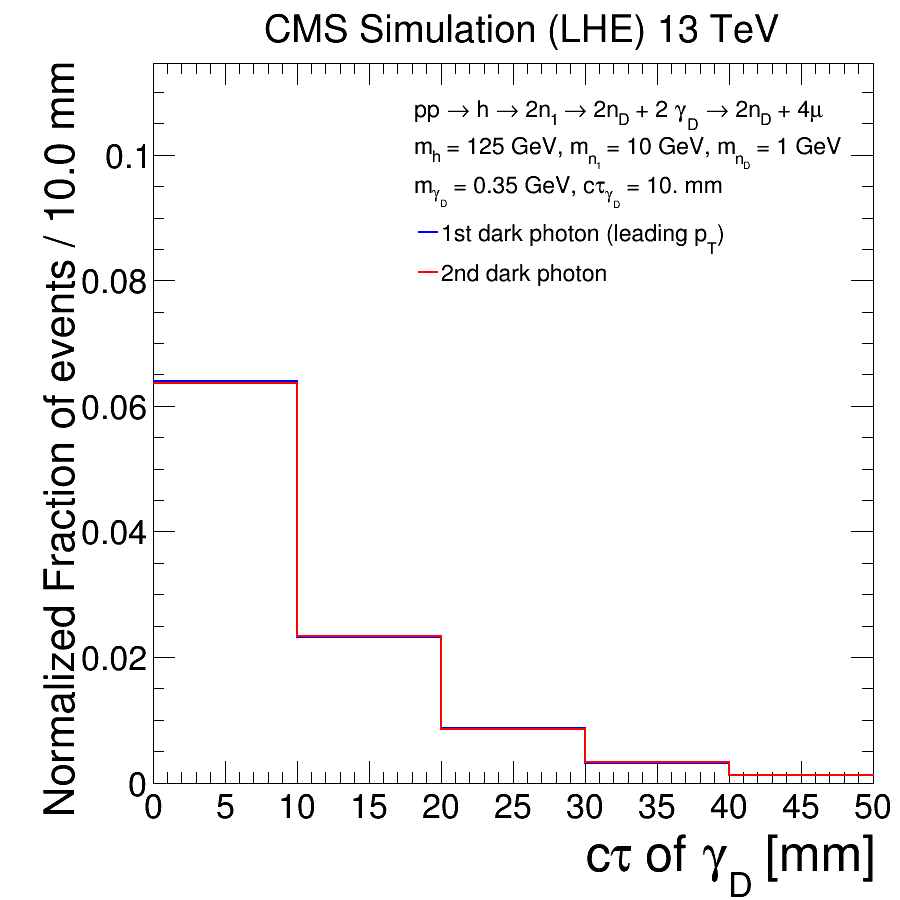 CMS Simulation (LHE) 13 TeV
pp → h → 2n₁ → 2n_D + 2 γ_D → 2n_D + 4μ
m_h = 125 GeV, m_n₁ = 10 GeV, m_n_D = 1 GeV
m_γ_D = 0.35 GeV, cτ_γ_D = 10. mm
1st dark photon (leading p_T)
2nd dark photon
Normalized Fraction of events / 10.0 mm
0.1
0.08
0.06
0.04
0.02
0
0 5 10 15 20 25 30 35 40 45 50
cτ of γ_D [mm]